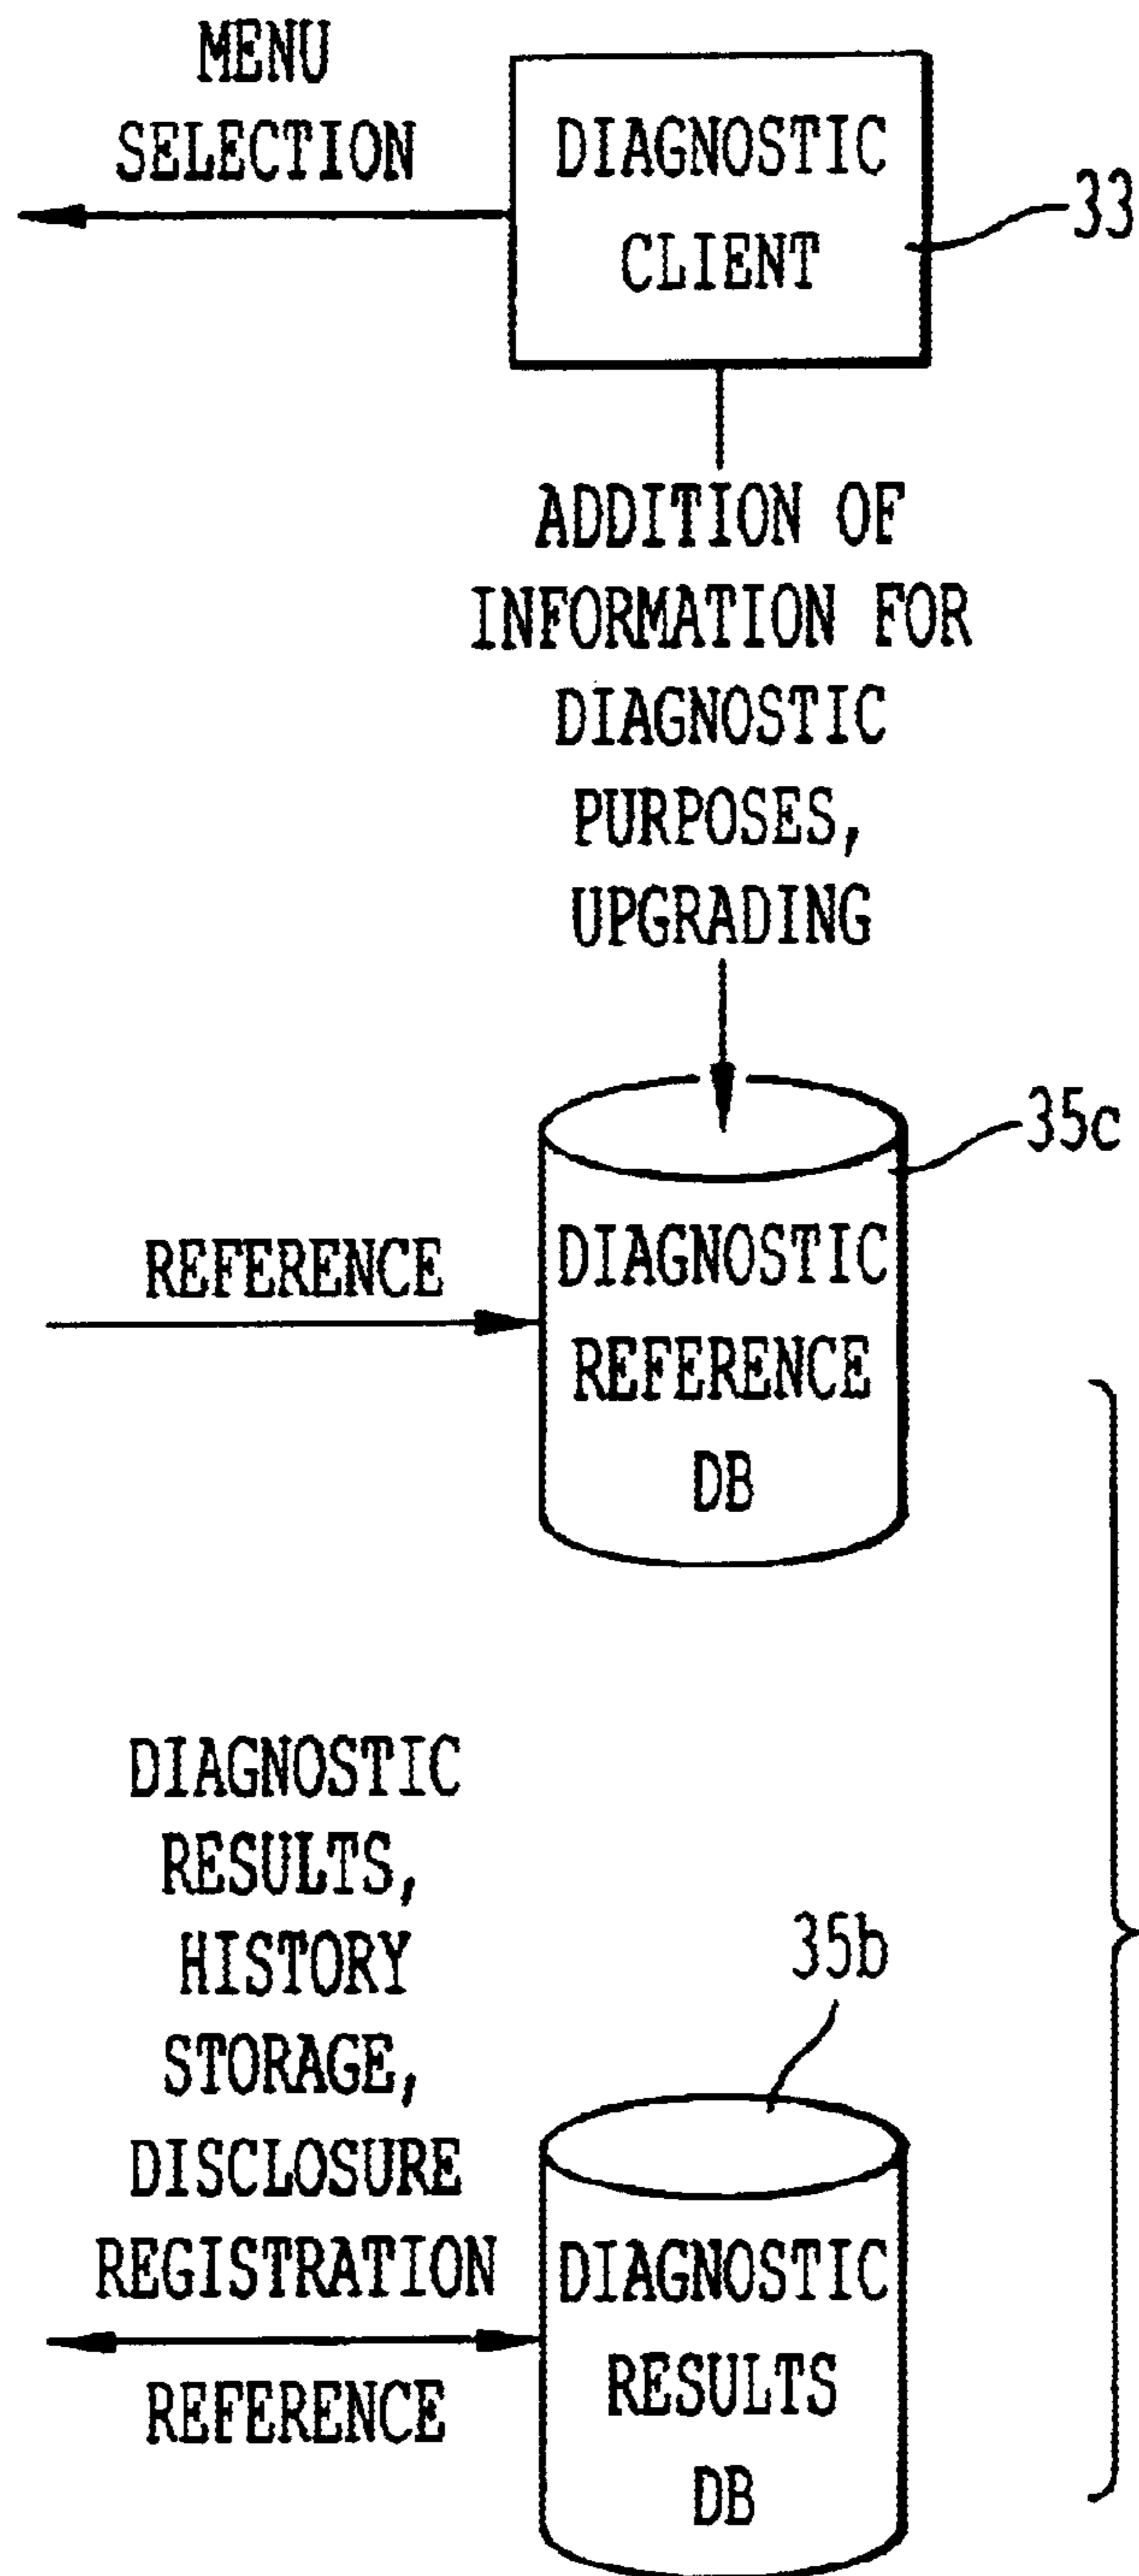 MENU
SELECTION
DIAGNOSTIC
CLIENT
33
ADDITION OF
INFORMATION FOR
DIAGNOSTIC
PURPOSES,
UPGRADING
35c
REFERENCE
DIAGNOSTIC
REFERENCE
DB
DIAGNOSTIC
RESULTS,
HISTORY
STORAGE,
DISCLOSURE
REGISTRATION
REFERENCE
35b
DIAGNOSTIC
RESULTS
DB